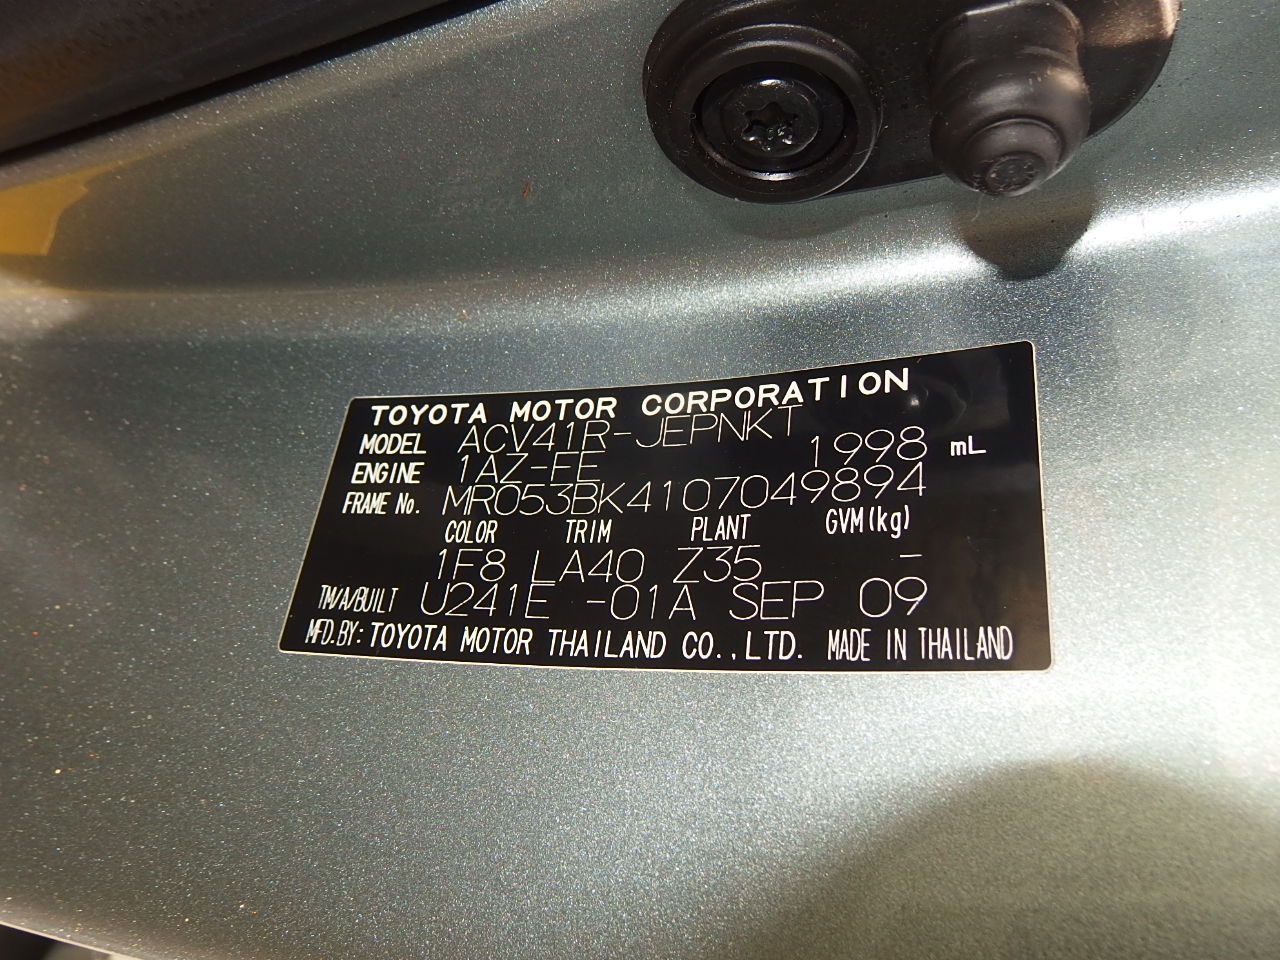 TOYOTA MOTOR CORPORATION
MODEL ACV41R-JEPNKT
ENGINE 1AZ-FE 1998 mL
FRAME No. MR053BK4107049894
COLOR TRIM PLANT GVM(kg)
1F8 LA40 Z35 -
TM/A/BUILT U241E -01A SEP 09
MFD.BY: TOYOTA MOTOR THAILAND CO.,LTD. MADE IN THAILAND